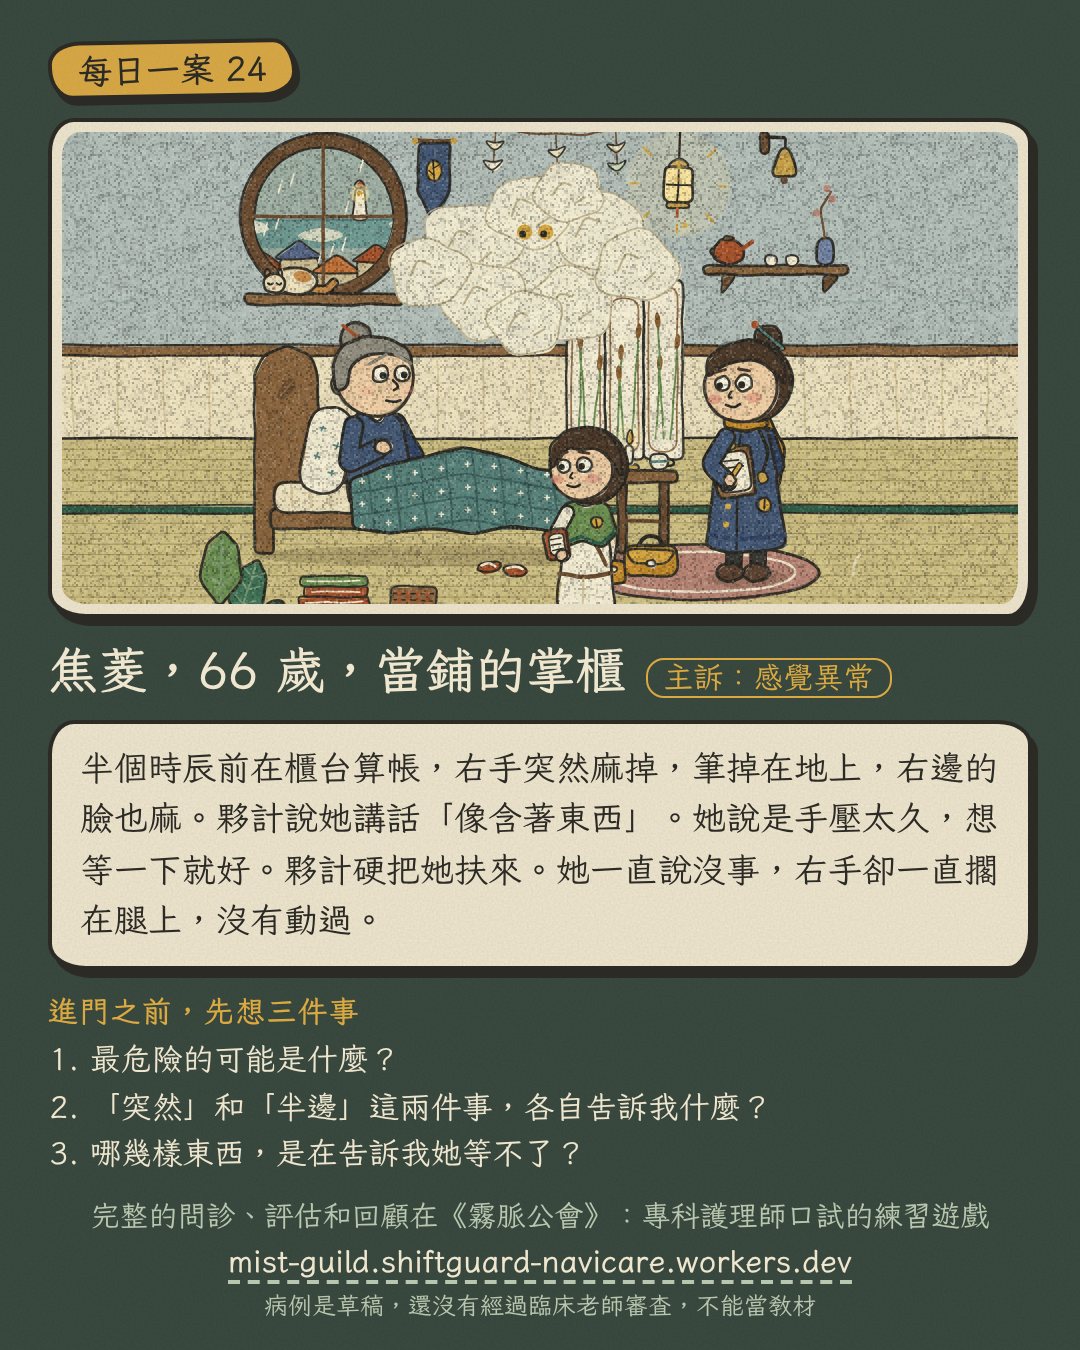 每日一案 24
焦菱，66 歲，當鋪的掌櫃
主訴：感覺異常
半個時辰前在櫃台算帳，右手突然麻掉，筆掉在地上，右邊的
臉也麻。夥計說她講話「像含著東西」。她說是手壓太久，想
等一下就好。夥計硬把她扶來。她一直說沒事，右手卻一直擱
在腿上，沒有動過。
進門之前，先想三件事
1. 最危險的可能是什麼？
2. 「突然」和「半邊」這兩件事，各自告訴我什麼？
3. 哪幾樣東西，是在告訴我她等不了？
完整的問診、評估和回顧在《霧脈公會》：專科護理師口試的練習遊戲
mist-guild.shiftguard-navicare.workers.dev
病例是草稿，還沒有經過臨床老師審查，不能當教材